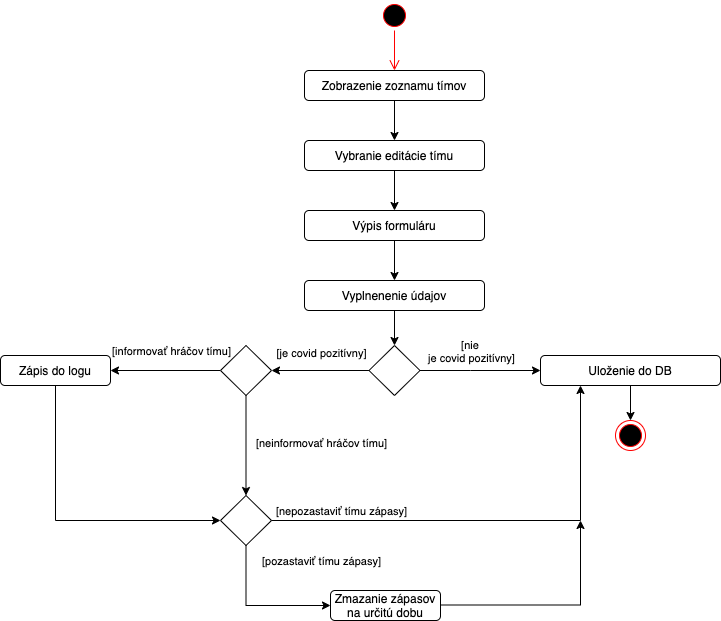 Zobrazenie zoznamu tímov
Vybranie editácie tímu
Výpis formuláru
Vyplnenenie údajov
[informovať hráčov tímu]
[je covid pozitívny]
[nie
je covid pozitívny]
Zápis do logu
Uloženie do DB
[neinformovať hráčov tímu]
[nepozastaviť tímu zápasy]
[pozastaviť tímu zápasy]
Zmazanie zápasov
na určitú dobu